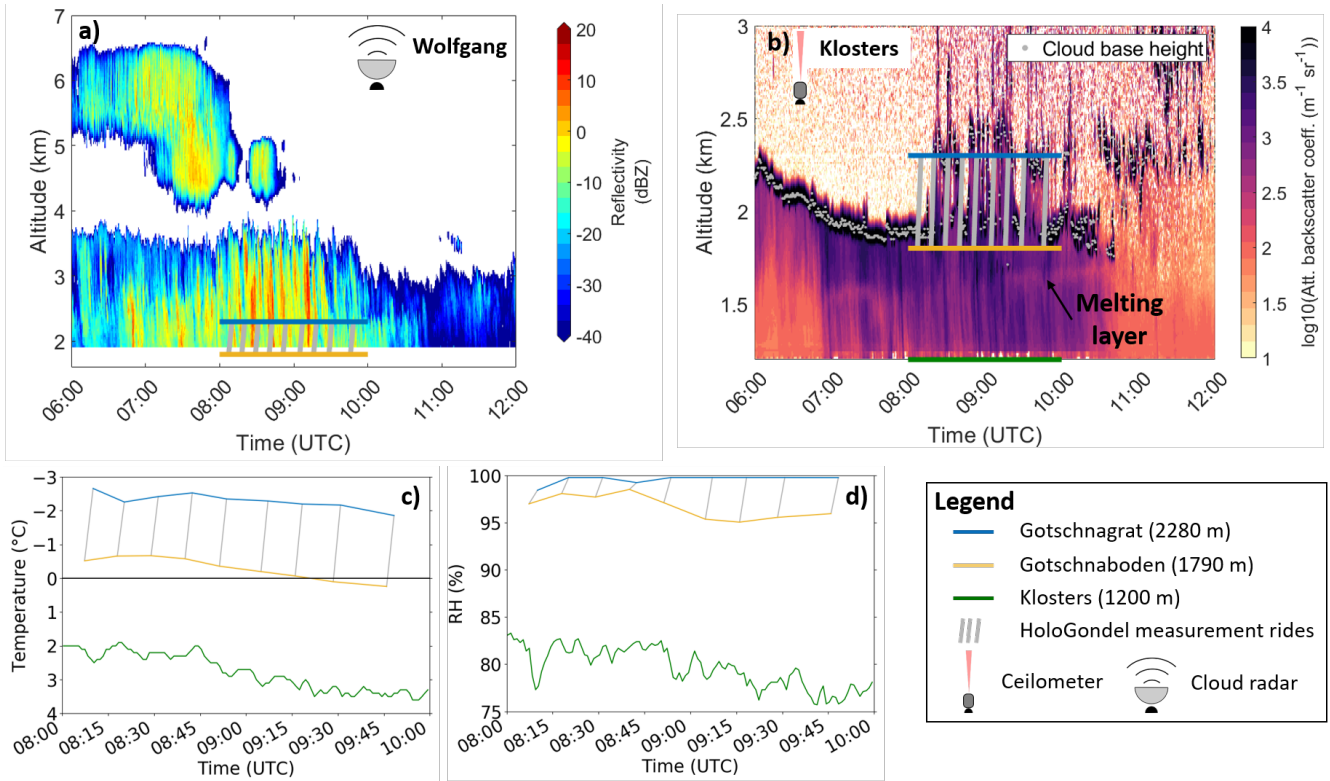 a)
Wolfgang
Altitude (km)
7
6
5
4
3
2
06:00
07:00
08:00
09:00
10:00
11:00
12:00
Time (UTC)
20
10
0
-10
-20
-30
-40
Reflectivity
(dBZ)
b)
Klosters
Cloud base height
Altitude (km)
3
2.5
2
1.5
Melting
layer
06:00
07:00
08:00
09:00
10:00
11:00
12:00
Time (UTC)
4
3.5
3
2.5
2
1.5
1
log10(Att. backscatter coeff. (m⁻¹ sr⁻¹))
c)
Temperature (°C)
−3
−2
−1
0
1
2
3
4
08:00
08:15
08:30
08:45
09:00
09:15
09:30
09:45
10:00
Time (UTC)
d)
RH (%)
100
95
90
85
80
75
08:00
08:15
08:30
08:45
09:00
09:15
09:30
09:45
10:00
Time (UTC)
Legend
Gotschnagrat (2280 m)
Gotschnaboden (1790 m)
Klosters (1200 m)
HoloGondel measurement rides
Ceilometer
Cloud radar